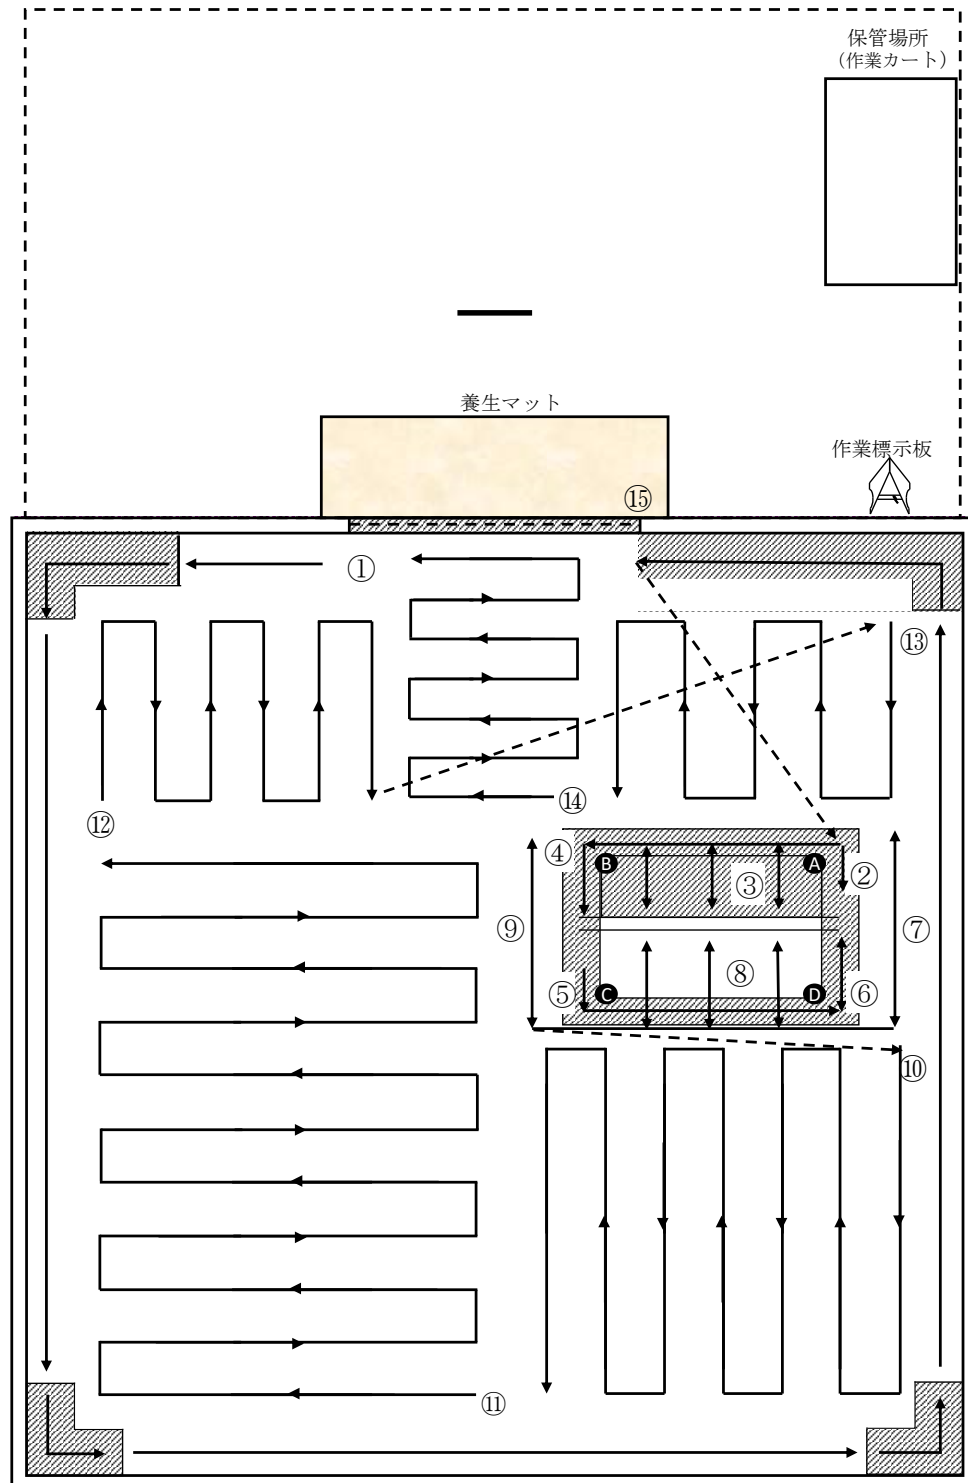 保管場所
（作業カート）
養生マット
作業標示板
⑮
①
⑬
⑫
⑭
④
B
A
②
③
⑨
⑦
⑧
⑤
C
D
⑥
⑩
⑪